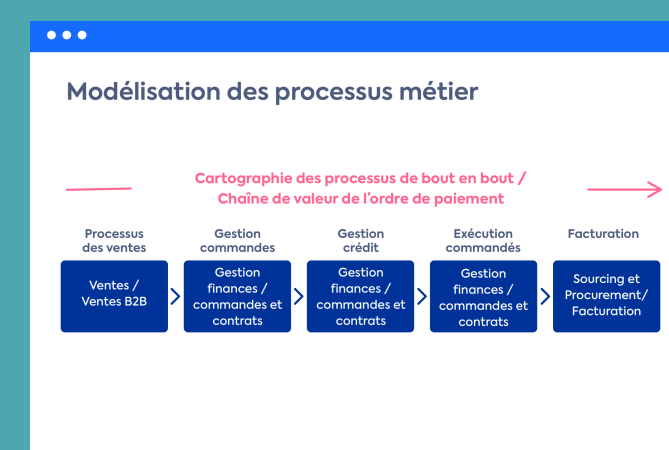 Modélisation des processus métier
Cartographie des processus de bout en bout /
Chaîne de valeur de l'ordre de paiement
Processus
des ventes
Gestion
commandes
Gestion
crédit
Exécution
commandés
Facturation
Ventes /
Ventes B2B
Gestion
finances /
commandes et
contrats
Gestion
finances /
commandes et
contrats
Gestion
finances /
commandes et
contrats
Sourcing et
Procurement/
Facturation